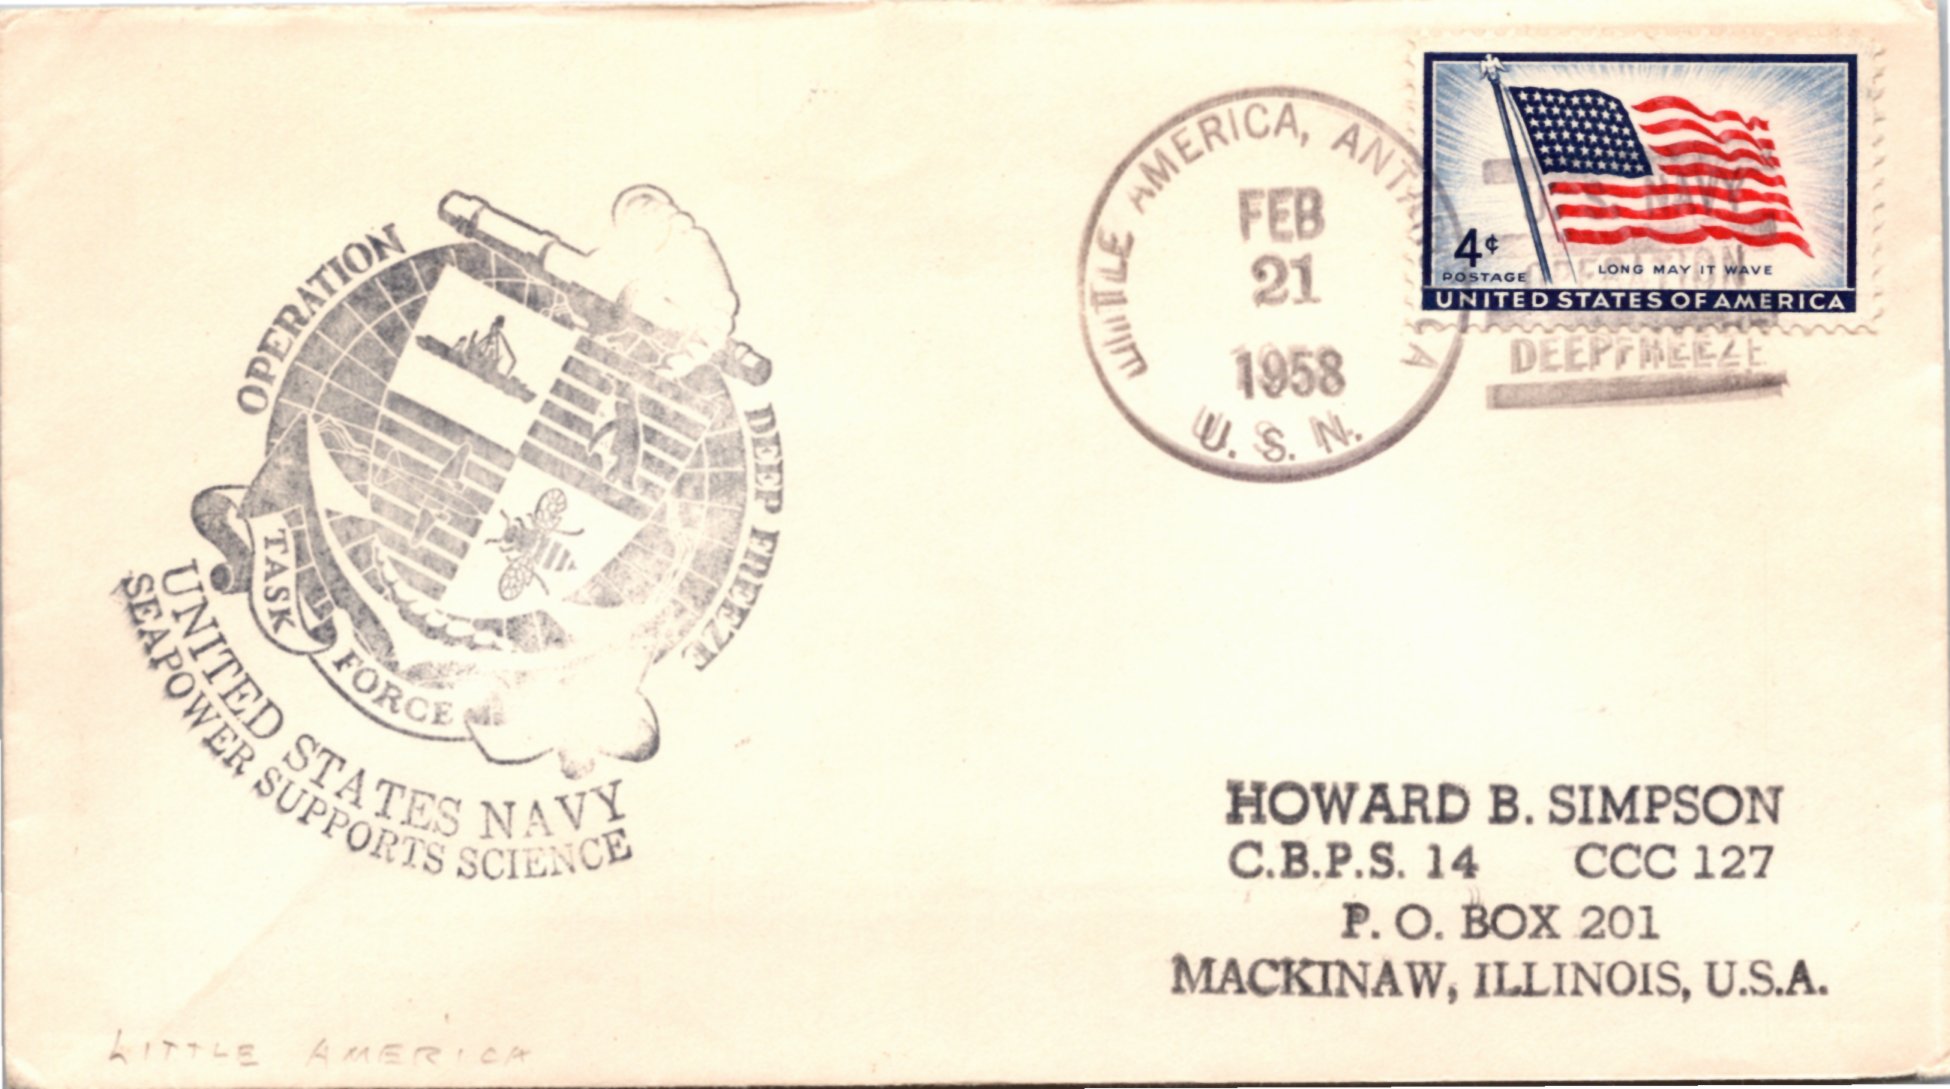 OPERATION
DEEP FREEZE
TASK
FORCE
UNITED STATES NAVY
SEAPOWER SUPPORTS SCIENCE
LITTLE AMERICA, ANTARCTICA
FEB
21
1958
U. S. N.
U. S. NAVY
OPERATION
DEEPFREEZE
4¢
POSTAGE
LONG MAY IT WAVE
UNITED STATES OF AMERICA
HOWARD B. SIMPSON
C.B.P.S. 14 CCC 127
P. O. BOX 201
MACKINAW, ILLINOIS, U.S.A.
LITTLE AMERICA